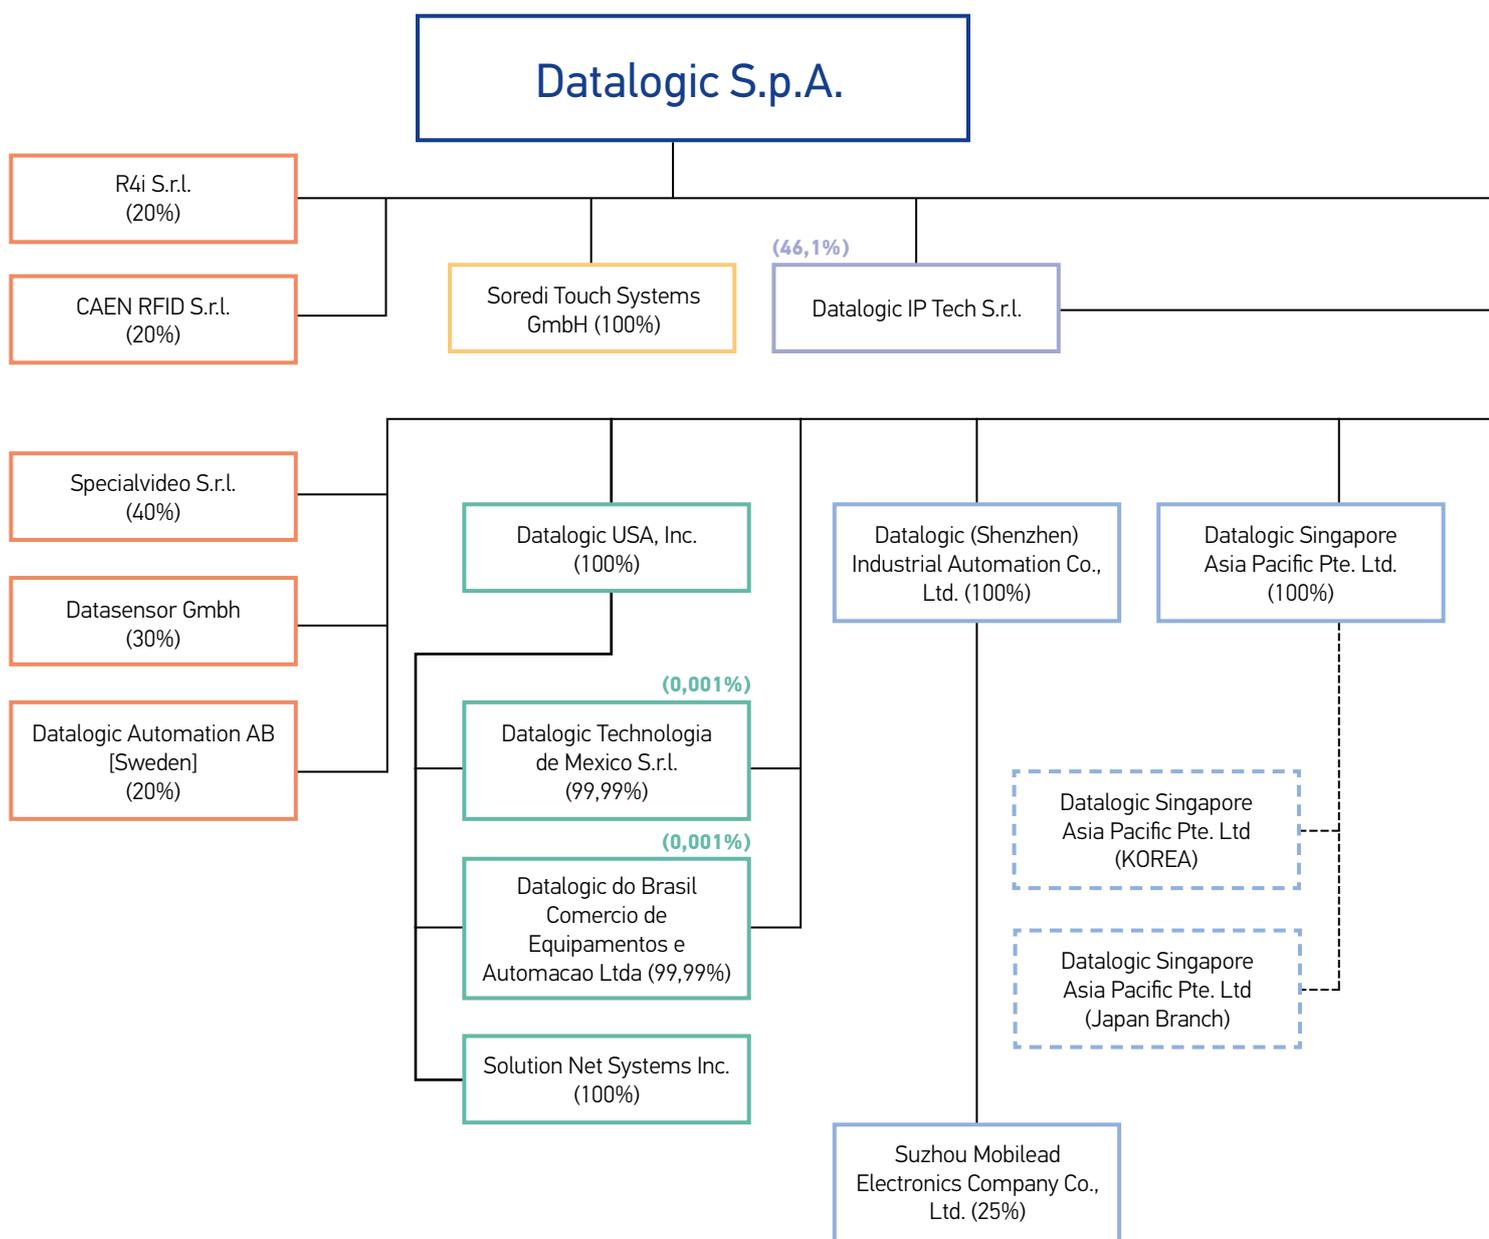 Datalogic S.p.A.
R4i S.r.l.
(20%)
CAEN RFID S.r.l.
(20%)
Soredi Touch Systems
GmbH (100%)
(46,1%)
Datalogic IP Tech S.r.l.
Specialvideo S.r.l.
(40%)
Datasensor Gmbh
(30%)
Datalogic Automation AB
[Sweden]
(20%)
Datalogic USA, Inc.
(100%)
(0,001%)
Datalogic Technologia
de Mexico S.r.l.
(99,99%)
(0,001%)
Datalogic do Brasil
Comercio de
Equipamentos e
Automacao Ltda (99,99%)
Solution Net Systems Inc.
(100%)
Datalogic (Shenzhen)
Industrial Automation Co.,
Ltd. (100%)
Suzhou Mobilead
Electronics Company Co.,
Ltd. (25%)
Datalogic Singapore
Asia Pacific Pte. Ltd.
(100%)
Datalogic Singapore
Asia Pacific Pte. Ltd
(KOREA)
Datalogic Singapore
Asia Pacific Pte. Ltd
(Japan Branch)